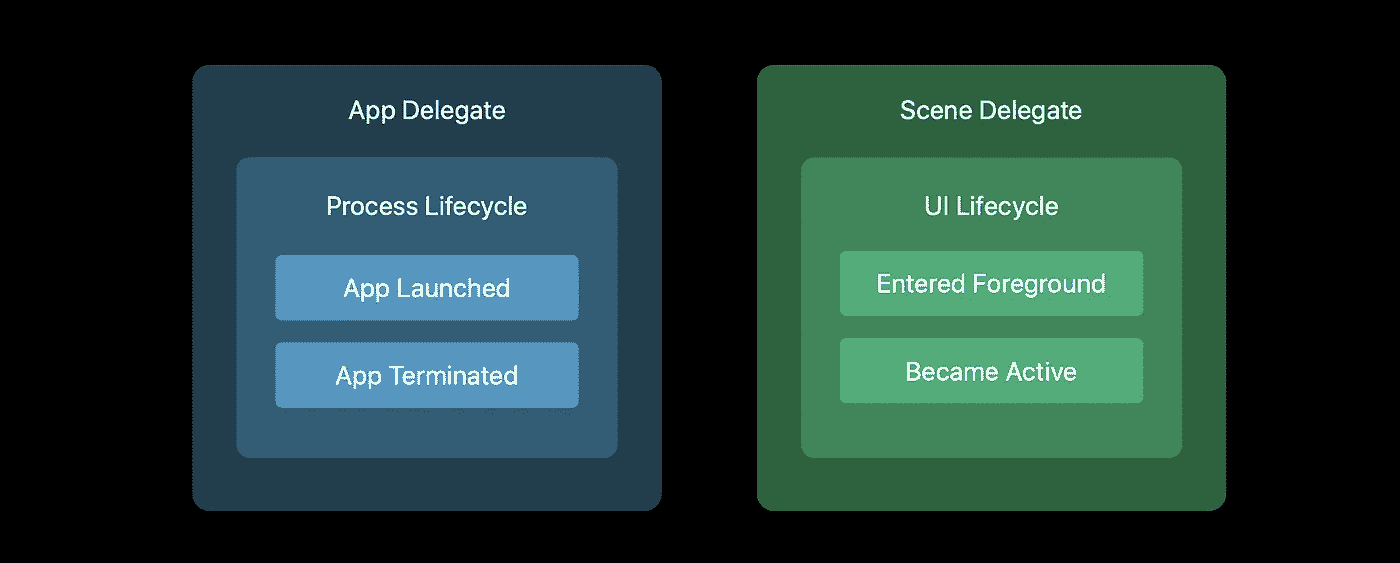 App Delegate
Process Lifecycle
App Launched
App Terminated
Scene Delegate
UI Lifecycle
Entered Foreground
Became Active